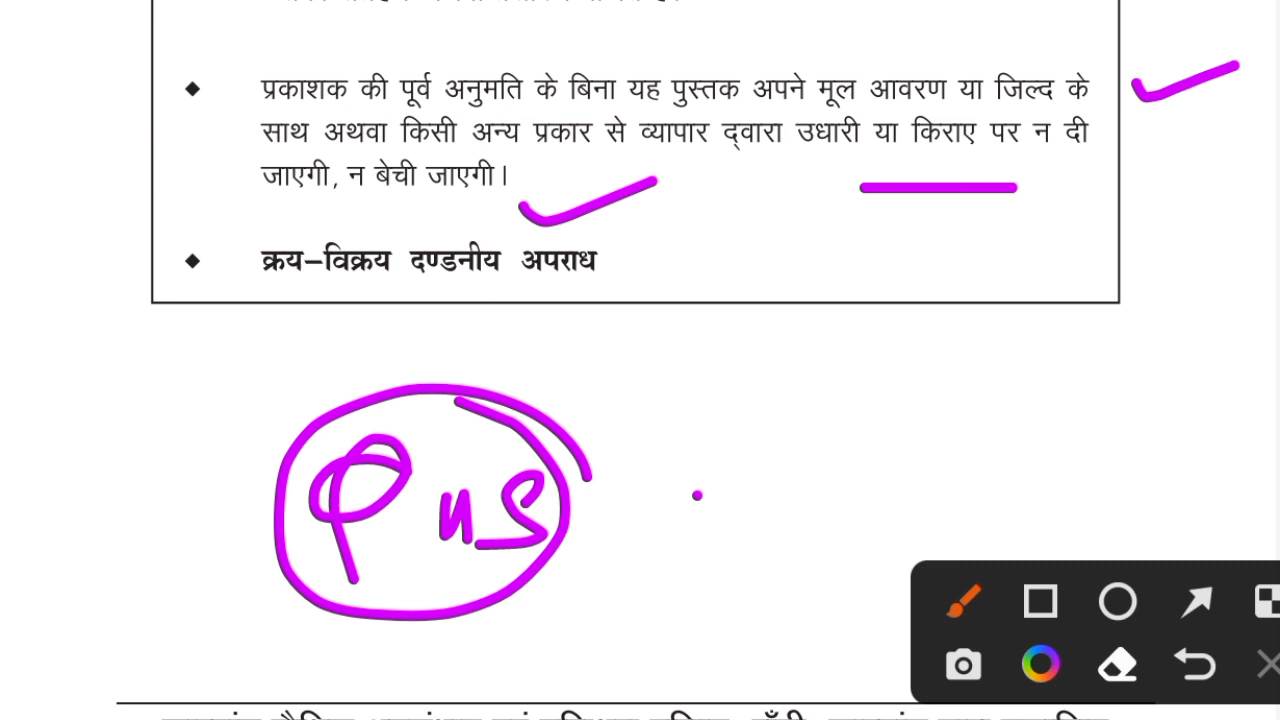 ◆ प्रकाशक की पूर्व अनुमति के बिना यह पुस्तक अपने मूल आवरण या जिल्द के
साथ अथवा किसी अन्य प्रकार से व्यापार द्वारा उधारी या किराए पर न दी
जाएगी, न बेची जाएगी।
◆ क्रय–विक्रय दण्डनीय अपराध